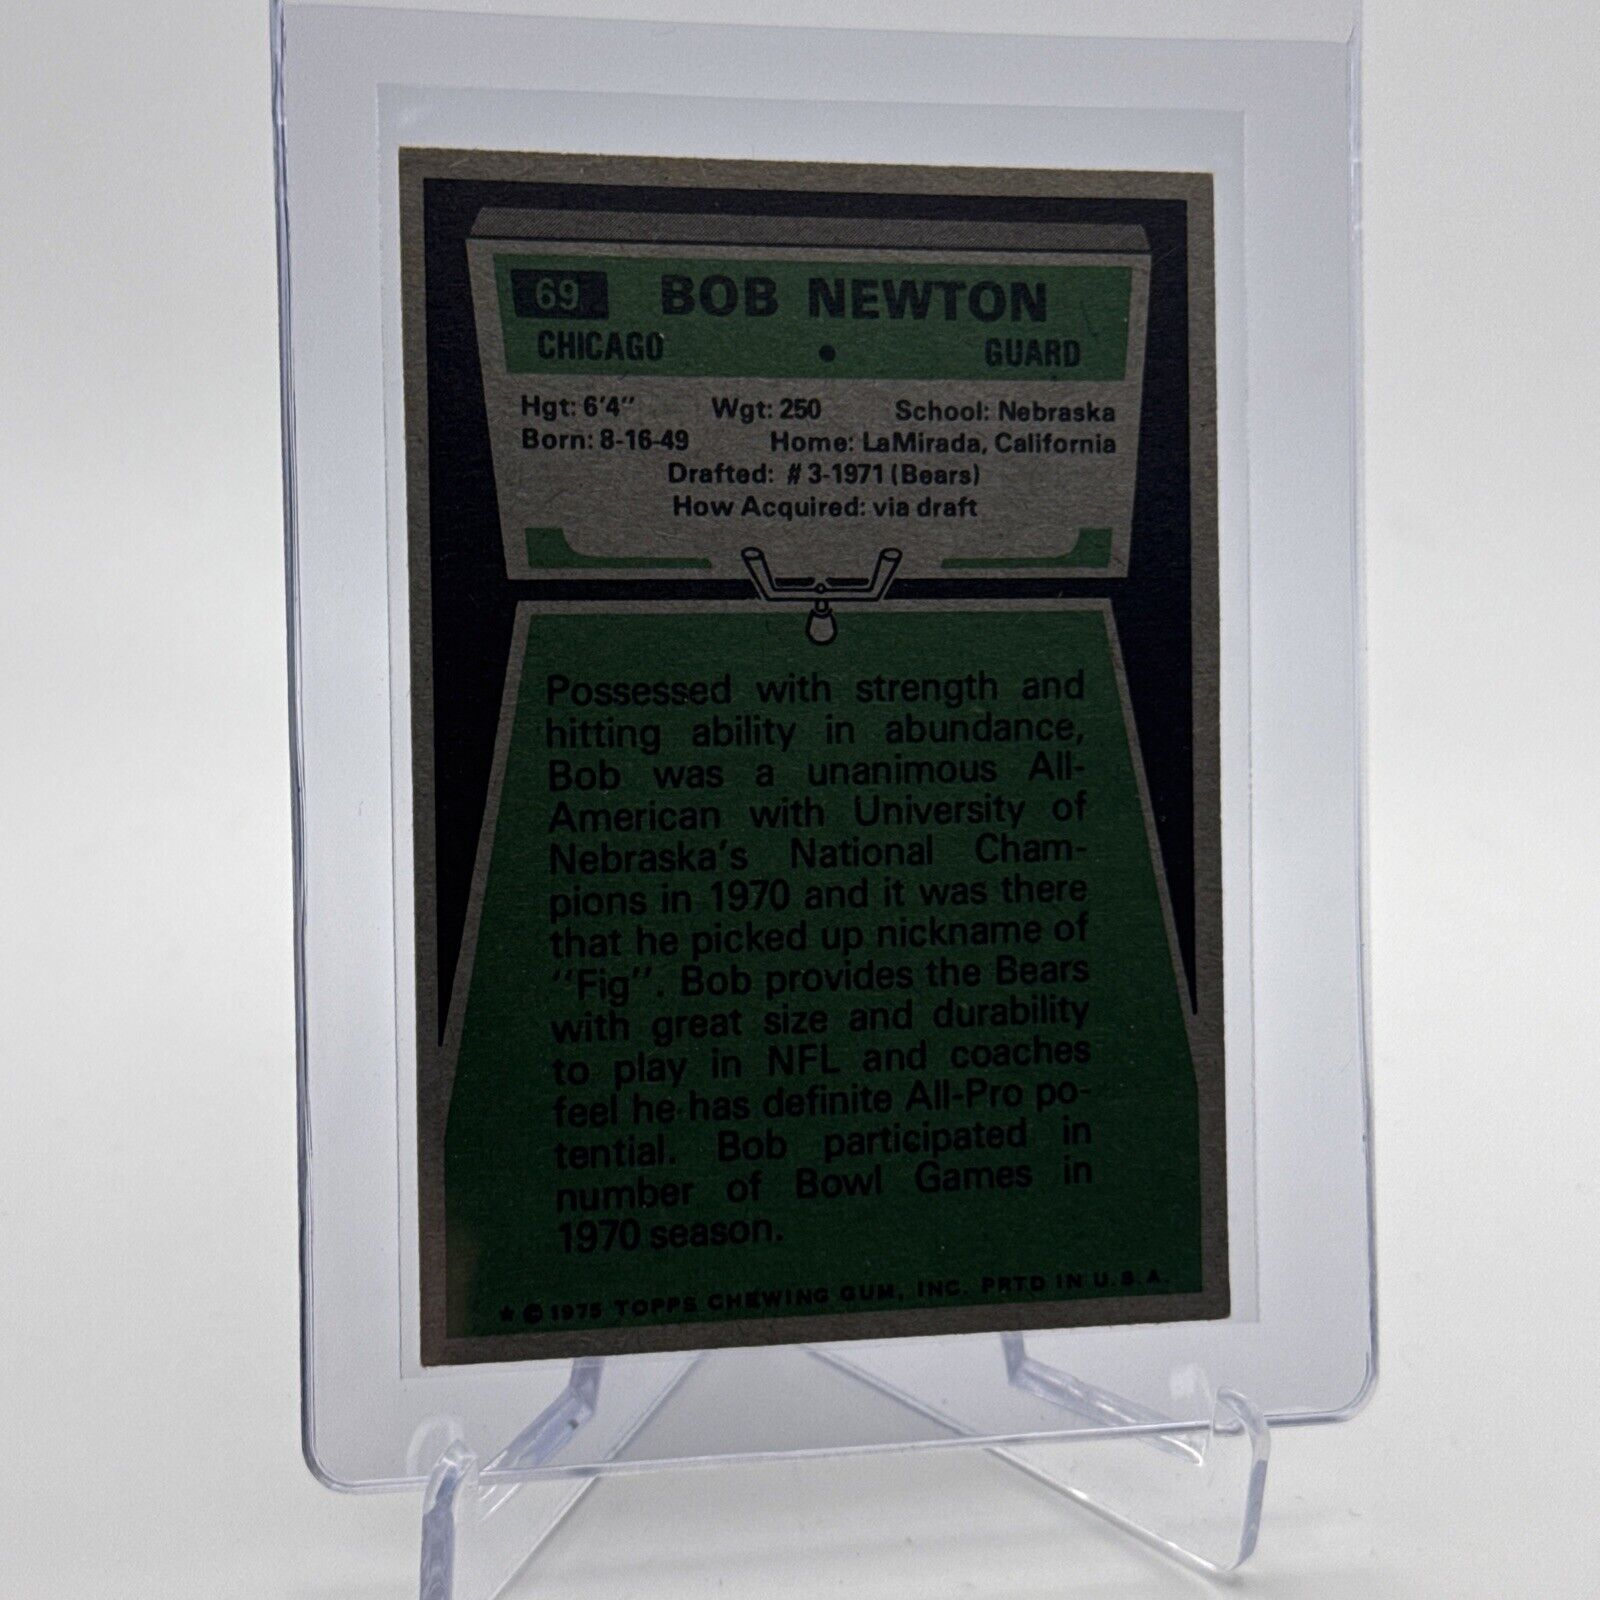 69 BOB NEWTON
CHICAGO • GUARD
Hgt: 6'4" Wgt: 250 School: Nebraska
Born: 8-16-49 Home: LaMirada, California
Drafted: #3-1971 (Bears)
How Acquired: via draft
Possessed with strength and
hitting ability in abundance,
Bob was a unanimous All-
American with University of
Nebraska's National Cham-
pions in 1970 and it was there
that he picked up nickname of
"Fig". Bob provides the Bears
with great size and durability
to play in NFL and coaches
feel he has definite All-Pro po-
tential. Bob participated in
number of Bowl Games in
1970 season.
★ © 1975 TOPPS CHEWING GUM, INC. PRTD IN U.S.A.